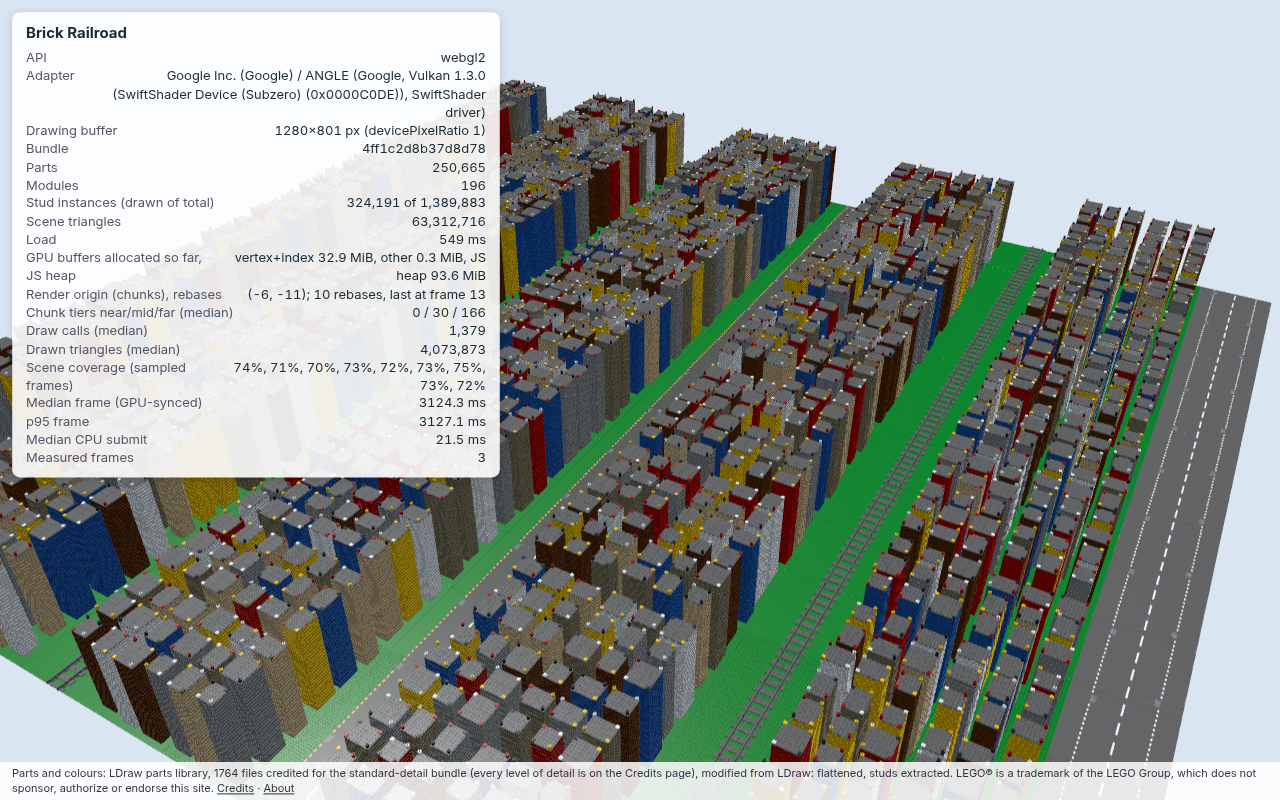 Brick Railroad
API webgl2
Adapter Google Inc. (Google) / ANGLE (Google, Vulkan 1.3.0
(SwiftShader Device (Subzero) (0x0000C0DE)), SwiftShader
driver)
Drawing buffer 1280×801 px (devicePixelRatio 1)
Bundle 4ff1c2d8b37d8d78
Parts 250,665
Modules 196
Stud instances (drawn of total) 324,191 of 1,389,883
Scene triangles 63,312,716
Load 549 ms
GPU buffers allocated so far, vertex+index 32.9 MiB, other 0.3 MiB, JS
JS heap heap 93.6 MiB
Render origin (chunks), rebases (-6, -11); 10 rebases, last at frame 13
Chunk tiers near/mid/far (median) 0 / 30 / 166
Draw calls (median) 1,379
Drawn triangles (median) 4,073,873
Scene coverage (sampled 74%, 71%, 70%, 73%, 72%, 73%, 75%,
frames) 73%, 72%
Median frame (GPU-synced) 3124.3 ms
p95 frame 3127.1 ms
Median CPU submit 21.5 ms
Measured frames 3
Parts and colours: LDraw parts library, 1764 files credited for the standard-detail bundle (every level of detail is on the Credits page), modified from LDraw: flattened, studs extracted. LEGO® is a trademark of the LEGO Group, which does not
sponsor, authorize or endorse this site. Credits · About